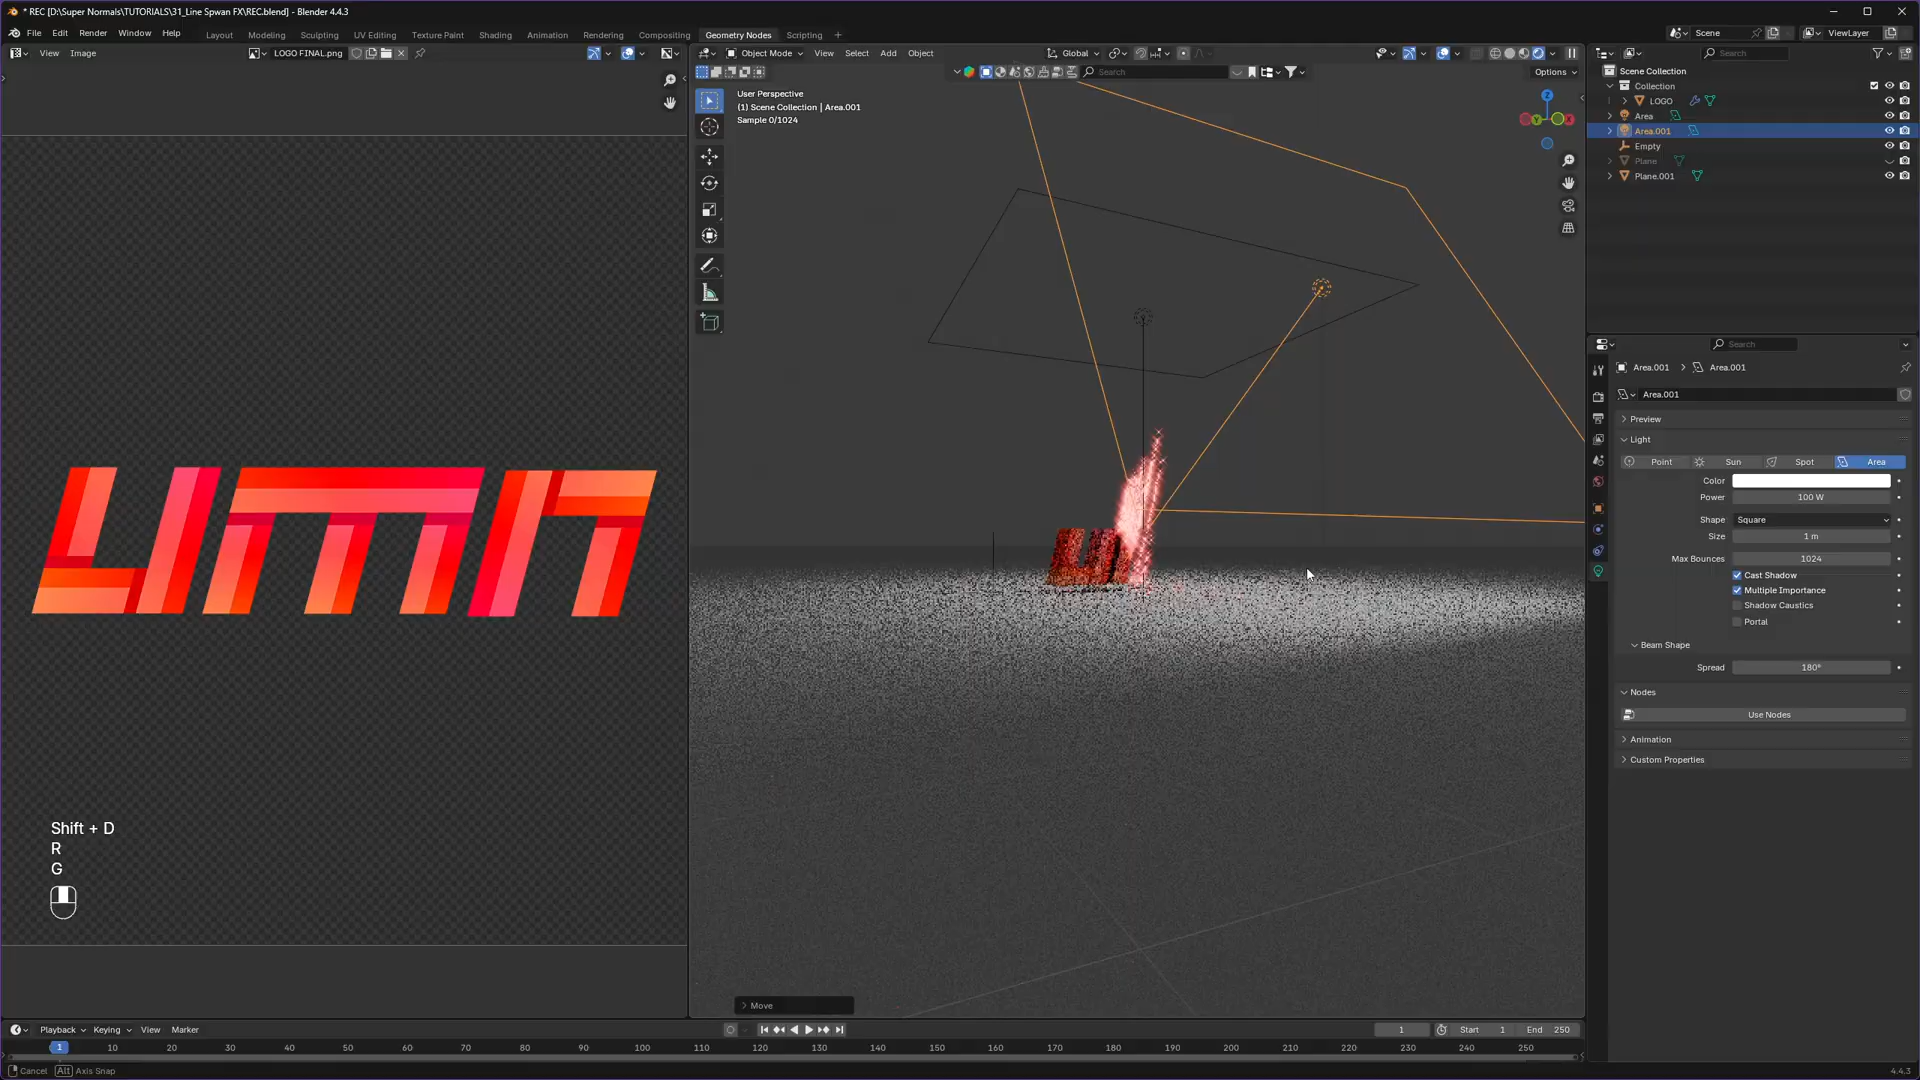 * REC [D:\Super Normals\TUTORIALS\31_Line Spwan FX\REC.blend] - Blender 4.4.3
File Edit Render Window Help
Layout Modeling Sculpting UV Editing Texture Paint Shading Animation Rendering Compositing Geometry Nodes Scripting +
Scene
ViewLayer
View Image
LOGO FINAL.png
Object Mode View Select Add Object
Global
Search
Options
User Perspective
(1) Scene Collection | Area.001
Sample 0/1024
Z
Y
X
Search
Scene Collection
Collection
LOGO
Area
Area.001
Empty
Plane
Plane.001
Search
Area.001 > Area.001
Area.001
Preview
Light
Point Sun Spot Area
Color
Power 100 W
Shape Square
Size 1 m
Max Bounces 1024
Cast Shadow
Multiple Importance
Shadow Caustics
Portal
Beam Shape
Spread 180°
Nodes
Use Nodes
Animation
Custom Properties
Shift + D
R
G
Move
Playback Keying View Marker
1 Start 1 End 250
1 10 20 30 40 50 60 70 80 90 100 110 120 130 140 150 160 170 180 190 200 210 220 230 240 250
Cancel Alt Axis Snap
4.4.3